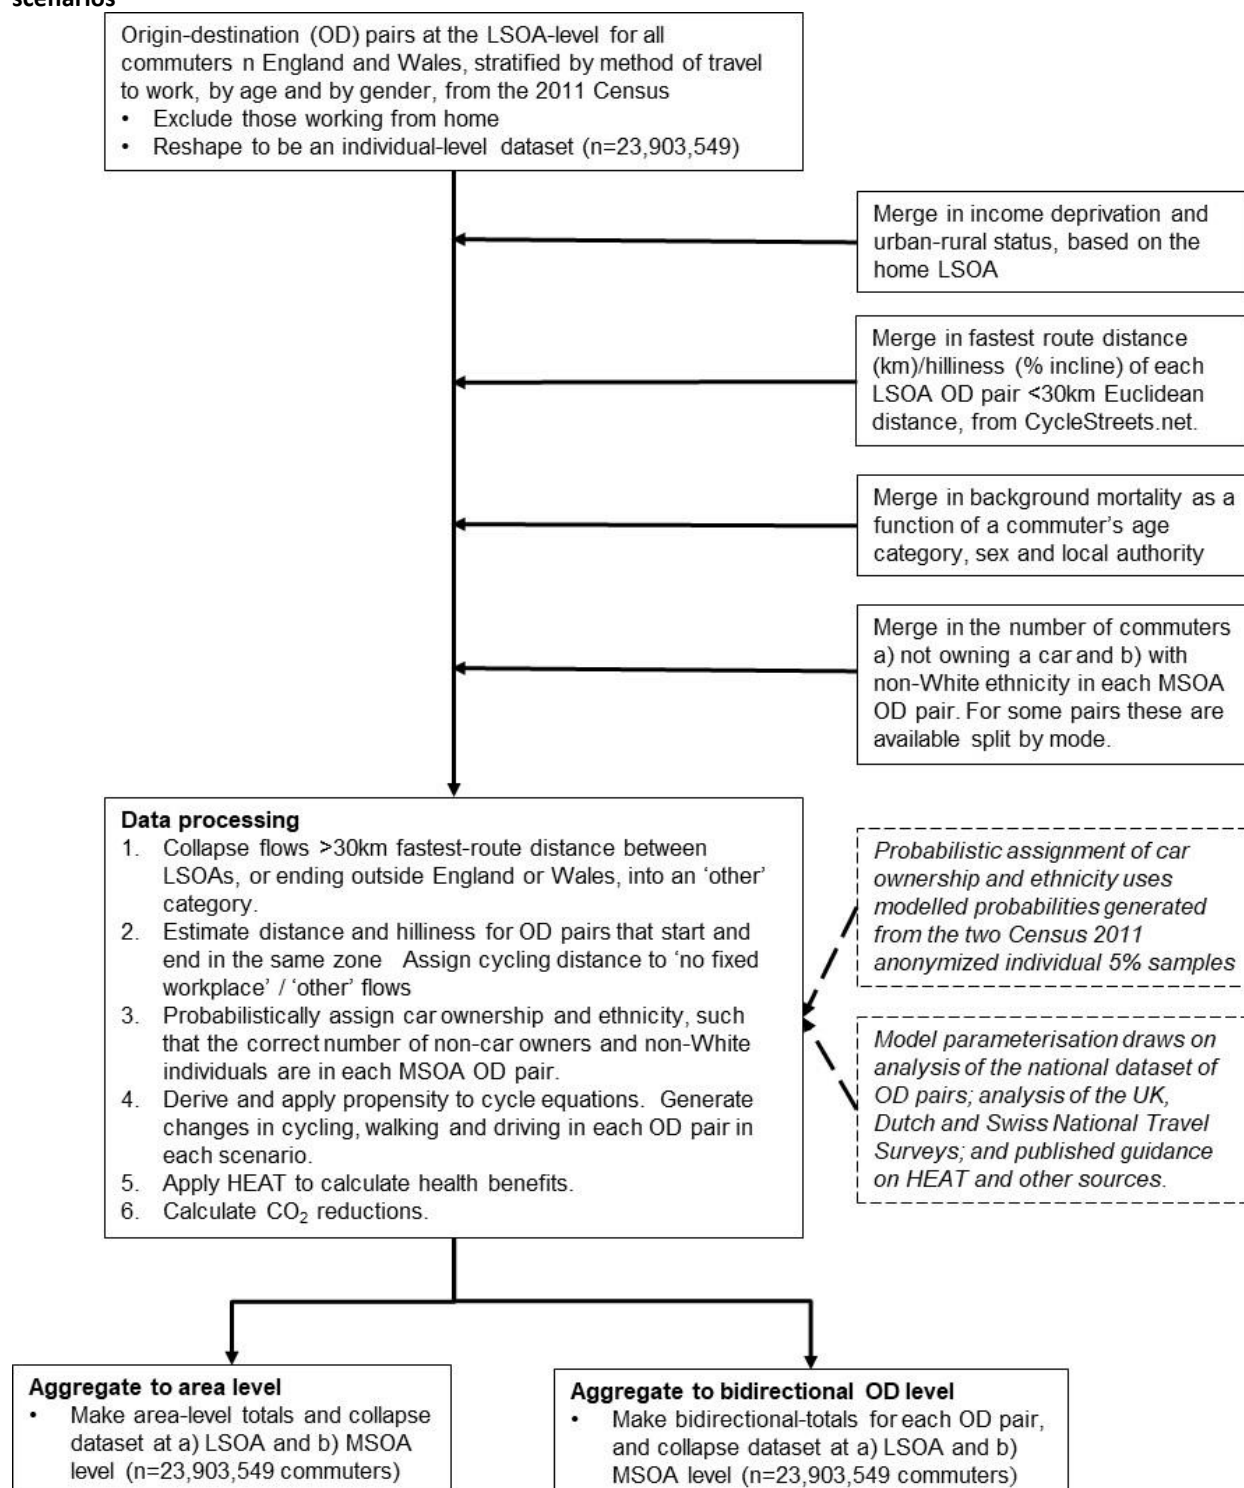 scenarios
Origin-destination (OD) pairs at the LSOA-level for all
commuters n England and Wales, stratified by method of travel
to work, by age and by gender, from the 2011 Census
• Exclude those working from home
• Reshape to be an individual-level dataset (n=23,903,549)
Merge in income deprivation and
urban-rural status, based on the
home LSOA
Merge in fastest route distance
(km)/hilliness (% incline) of each
LSOA OD pair <30km Euclidean
distance, from CycleStreets.net.
Merge in background mortality as a
function of a commuter's age
category, sex and local authority
Merge in the number of commuters
a) not owning a car and b) with
non-White ethnicity in each MSOA
OD pair. For some pairs these are
available split by mode.
Data processing
1. Collapse flows >30km fastest-route distance between
LSOAs, or ending outside England or Wales, into an 'other'
category.
2. Estimate distance and hilliness for OD pairs that start and
end in the same zone Assign cycling distance to 'no fixed
workplace' / 'other' flows
3. Probabilistically assign car ownership and ethnicity, such
that the correct number of non-car owners and non-White
individuals are in each MSOA OD pair.
4. Derive and apply propensity to cycle equations. Generate
changes in cycling, walking and driving in each OD pair in
each scenario.
5. Apply HEAT to calculate health benefits.
6. Calculate CO₂ reductions.
Probabilistic assignment of car
ownership and ethnicity uses
modelled probabilities generated
from the two Census 2011
anonymized individual 5% samples
Model parameterisation draws on
analysis of the national dataset of
OD pairs; analysis of the UK,
Dutch and Swiss National Travel
Surveys; and published guidance
on HEAT and other sources.
Aggregate to area level
• Make area-level totals and collapse
dataset at a) LSOA and b) MSOA
level (n=23,903,549 commuters)
Aggregate to bidirectional OD level
• Make bidirectional-totals for each OD pair,
and collapse dataset at a) LSOA and b)
MSOA level (n=23,903,549 commuters)